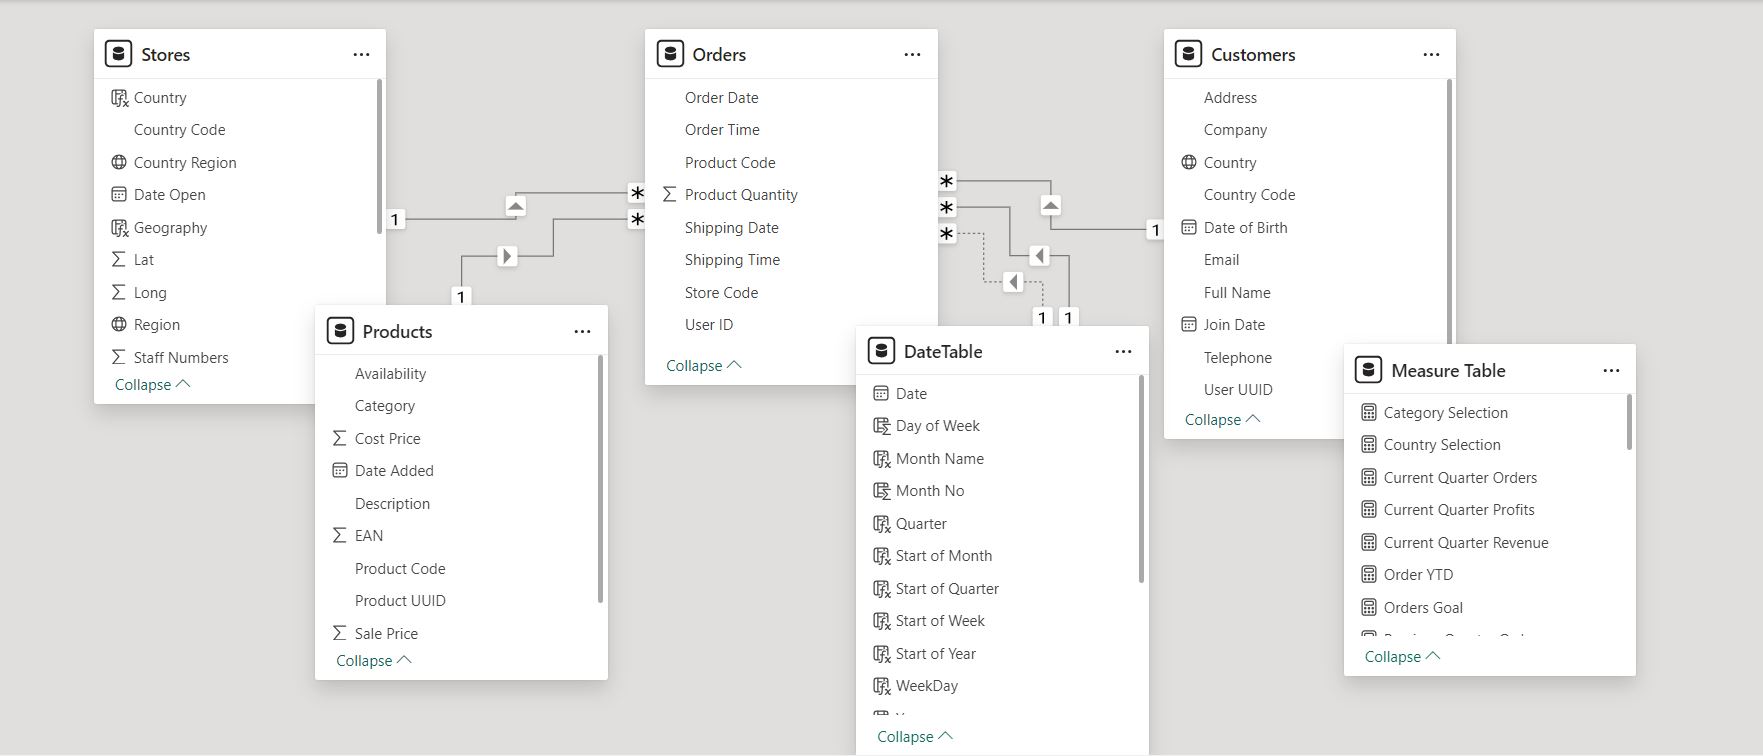 Stores
Country
Country Code
Country Region
Date Open
Geography
Lat
Long
Region
Staff Numbers
Collapse
1
*
*
1
Products
Availability
Category
Cost Price
Date Added
Description
EAN
Product Code
Product UUID
Sale Price
Collapse
Orders
Order Date
Order Time
Product Code
Product Quantity
Shipping Date
Shipping Time
Store Code
User ID
Collapse
*
*
*
1
1 1
DateTable
Date
Day of Week
Month Name
Month No
Quarter
Start of Month
Start of Quarter
Start of Week
Start of Year
WeekDay
Collapse
Customers
Address
Company
Country
Country Code
Date of Birth
Email
Full Name
Join Date
Telephone
User UUID
Collapse
Measure Table
Category Selection
Country Selection
Current Quarter Orders
Current Quarter Profits
Current Quarter Revenue
Order YTD
Orders Goal
Collapse